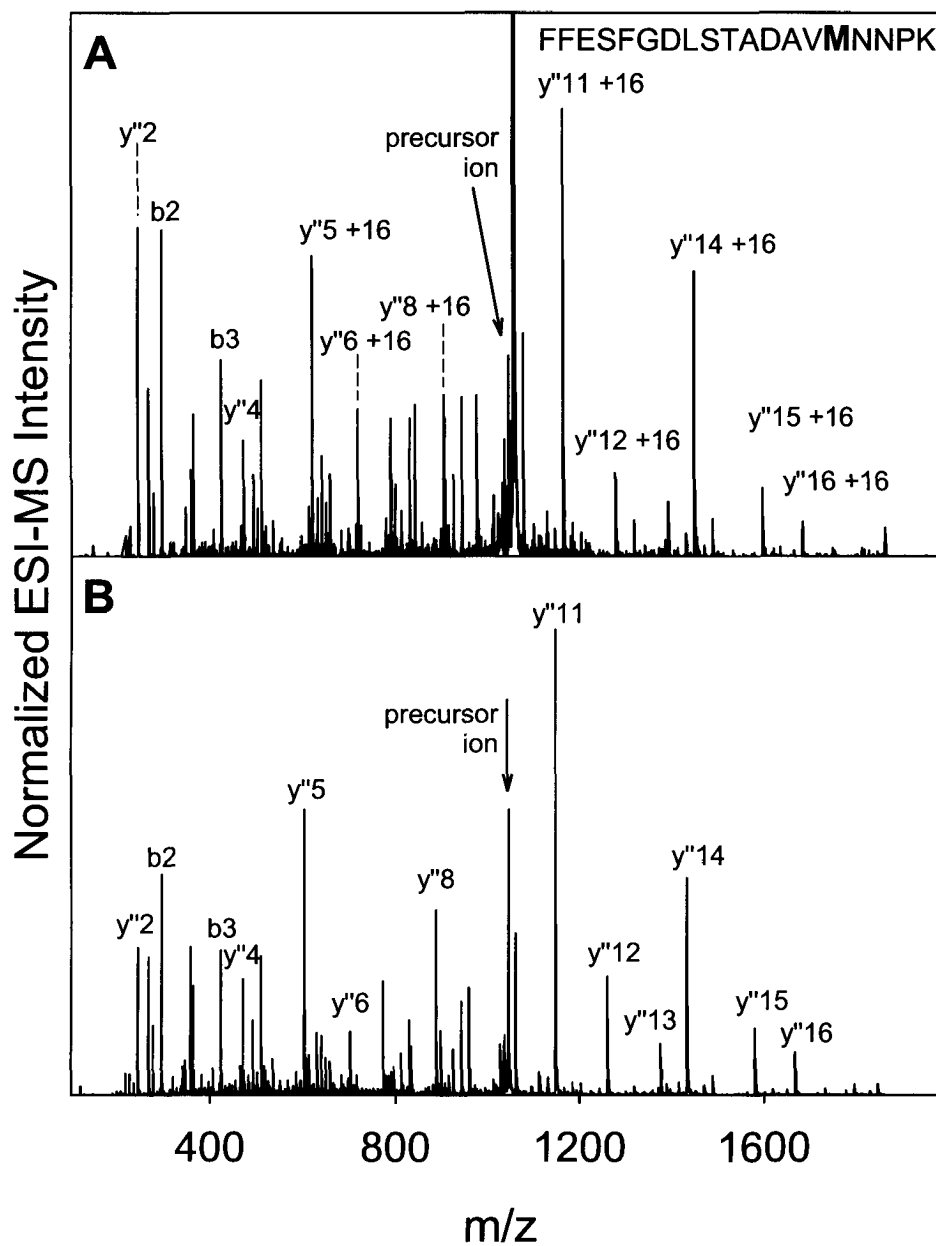 A
FFESFGDLSTADAVMNNPK
y"11 +16
y"2
precursor
ion
b2
y"5 +16
y"14 +16
y"8 +16
y"6 +16
b3
y"4
y"15 +16
y"12 +16
y"16 +16
B
y"11
precursor
ion
y"5
b2
y"14
y"8
y"2
b3
y"4
y"12
y"6
y"13
y"15
y"16
400 800 1200 1600
m/z
Normalized ESI-MS Intensity